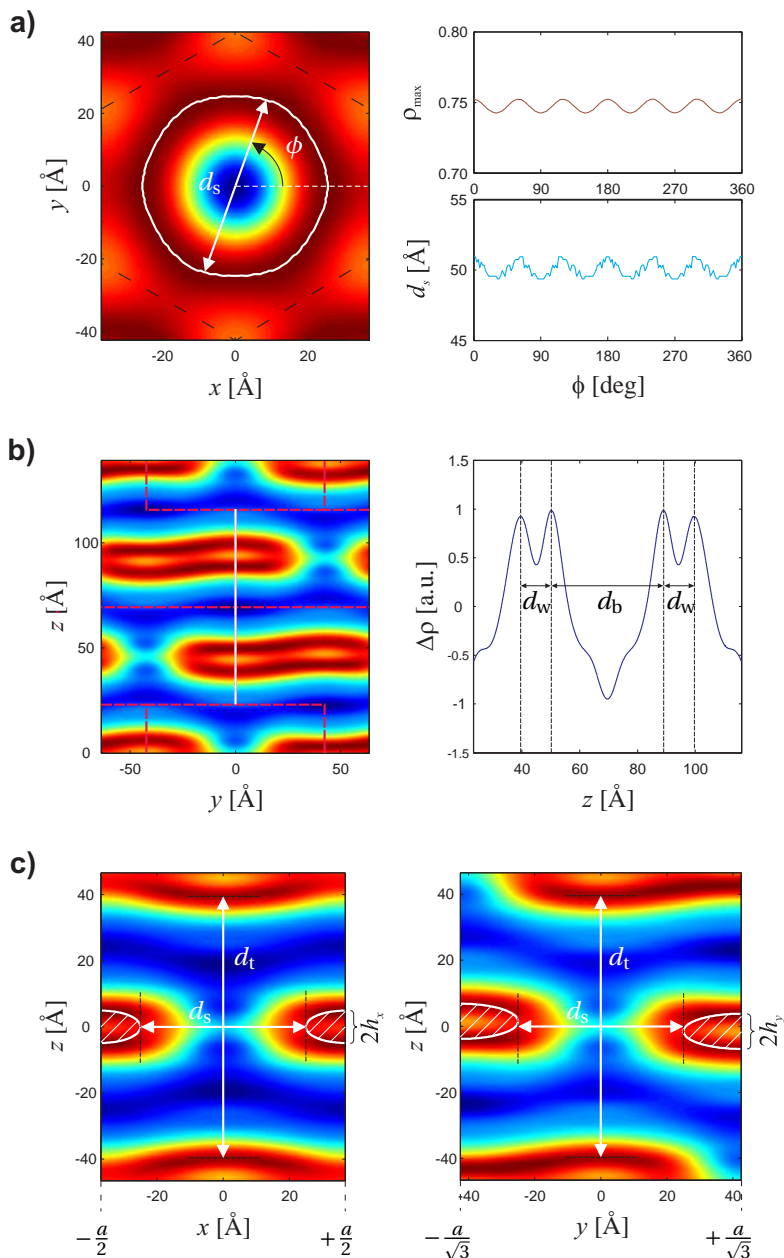 a)
40
20
0
-20
-40
y [Å]
-20 0 20
x [Å]
ϕ
d_s
0.80
0.75
0.70
ρ_max
0 90 180 270 360
55
50
45
d_s [Å]
0 90 180 270 360
ϕ [deg]
b)
100
50
0
z [Å]
-50 0 50
y [Å]
1.5
1
0.5
0
-0.5
-1
-1.5
Δρ [a.u.]
d_w d_b d_w
40 60 80 100
z [Å]
c)
40
20
0
-20
-40
z [Å]
d_t
d_s
2h_x
-20 0 20
x [Å]
-a/2 +a/2
40
20
0
-20
-40
z [Å]
d_t
d_s
2h_y
-40 -20 0 20 40
y [Å]
-a/√3 +a/√3